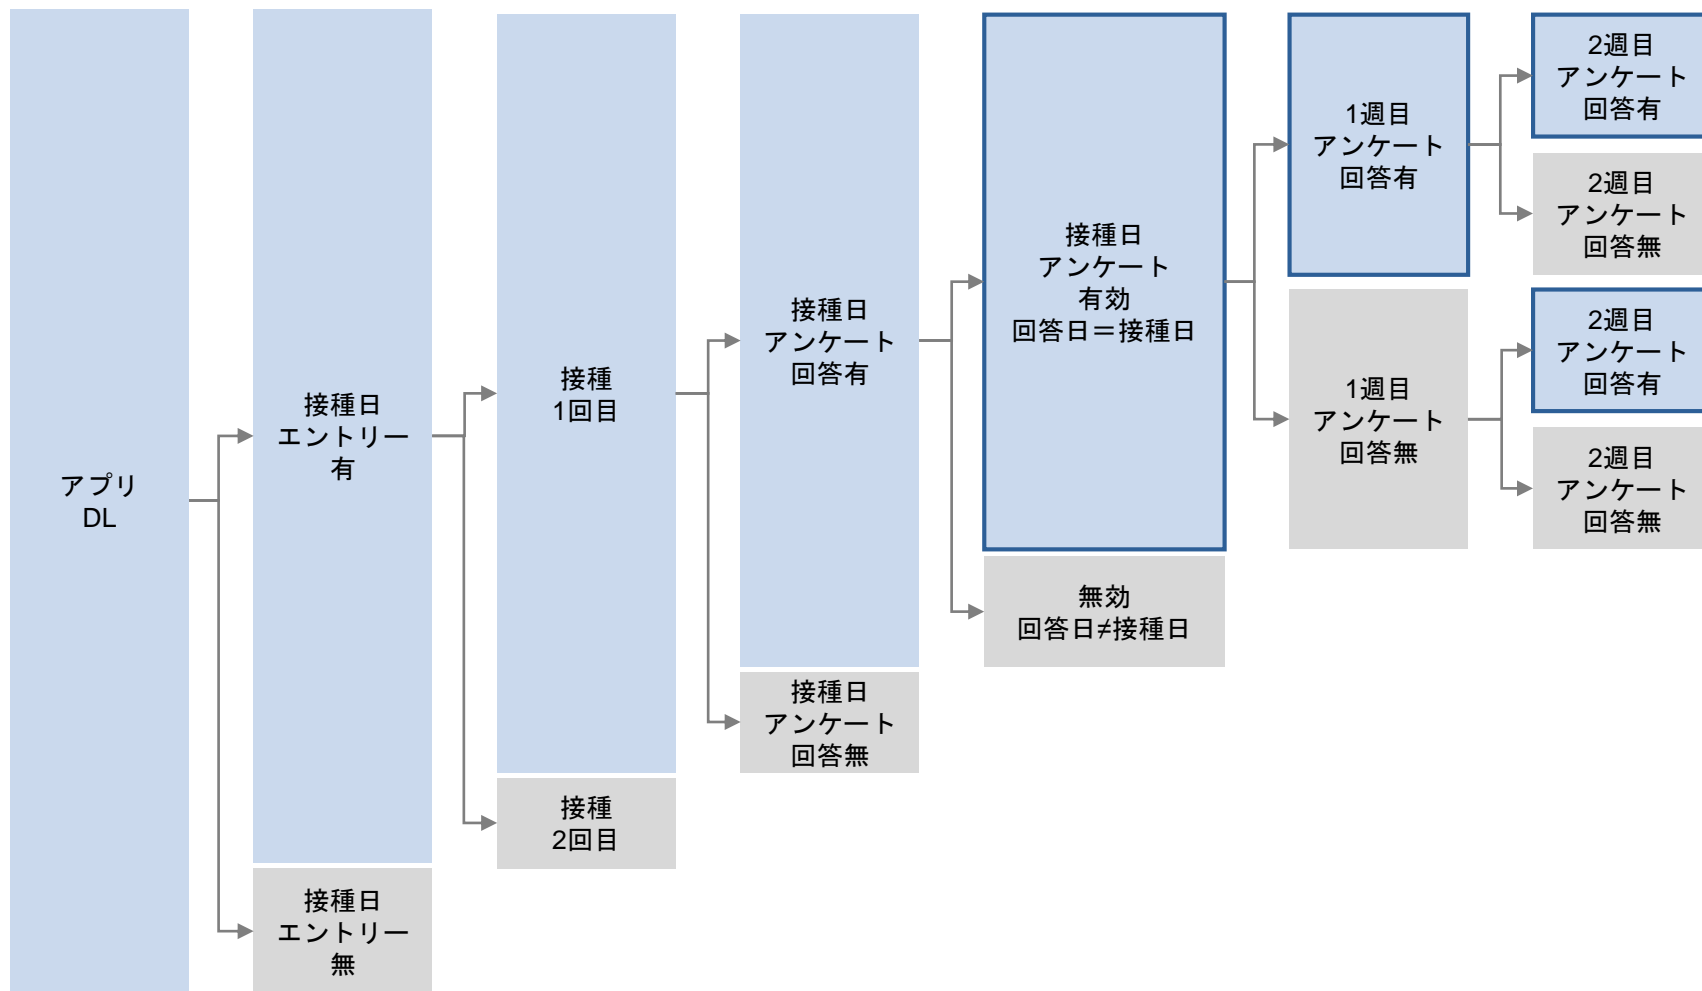 アプリ
DL
接種日
エントリー
有
接種日
エントリー
無
接種
1回目
接種
2回目
接種日
アンケート
回答有
接種日
アンケート
回答無
接種日
アンケート
有効
回答日＝接種日
無効
回答日≠接種日
1週目
アンケート
回答有
1週目
アンケート
回答無
2週目
アンケート
回答有
2週目
アンケート
回答無
2週目
アンケート
回答有
2週目
アンケート
回答無